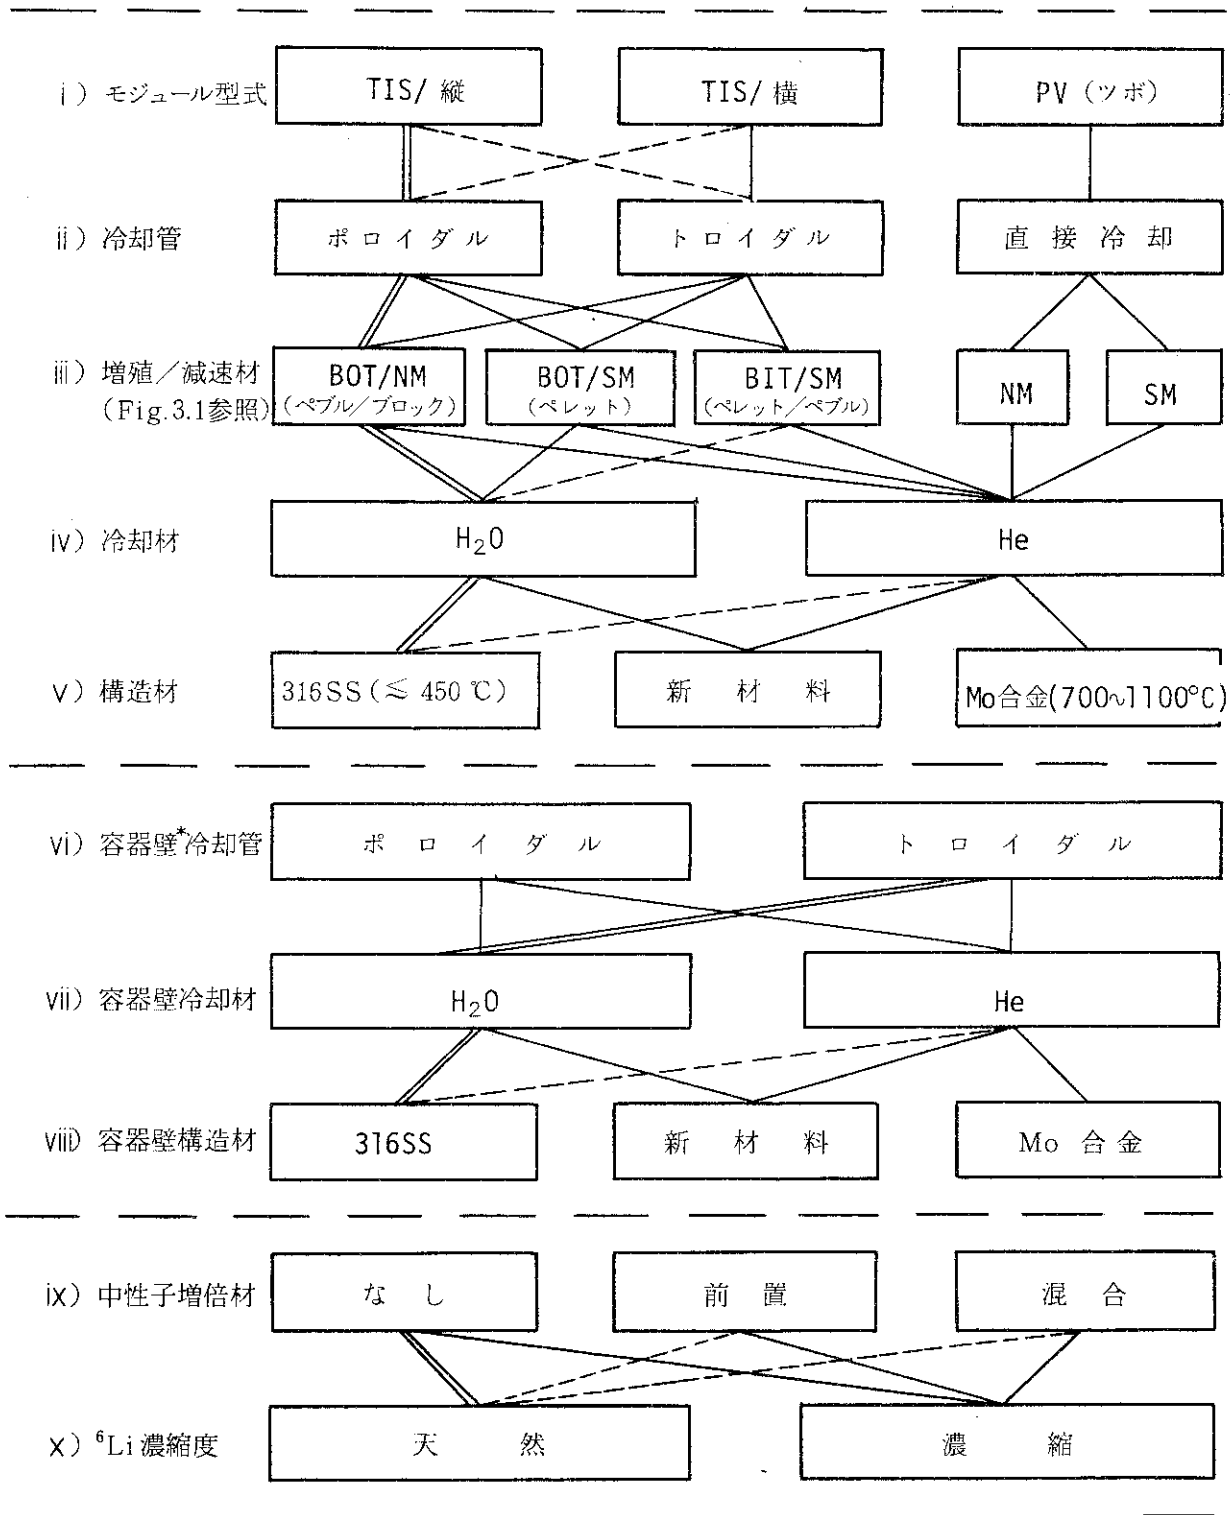 i) モジュール型式 TIS/縦 TIS/横 PV(ツボ)
ii) 冷却管 ポロイダル トロイダル 直接冷却
iii) 増殖/減速材 BOT/NM BOT/SM BIT/SM NM SM
(Fig.3.1参照) (ペブル/ブロック) (ペレット) (ペレット/ペブル)
iv) 冷却材 H₂O He
v) 構造材 316SS(≦450℃) 新材料 Mo合金(700~1100°C)
vi) 容器壁*冷却管 ポロイダル トロイダル
vii) 容器壁冷却材 H₂O He
viii) 容器壁構造材 316SS 新材料 Mo合金
ix) 中性子増倍材 なし 前置 混合
x) ⁶Li濃縮度 天然 濃縮